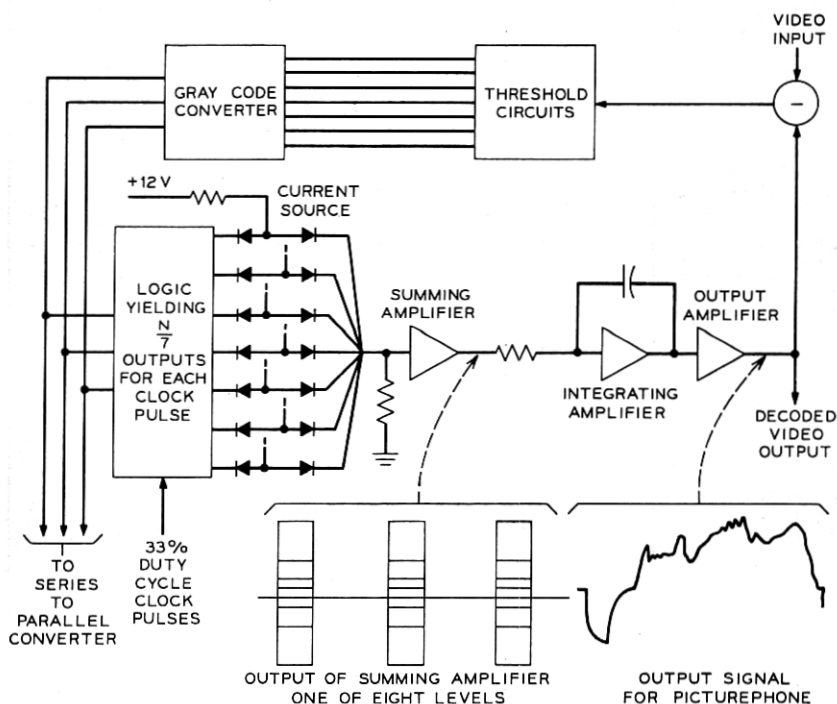 VIDEO
INPUT
GRAY CODE
CONVERTER
THRESHOLD
CIRCUITS
−
+12 V
CURRENT
SOURCE
LOGIC
YIELDING
N
7
OUTPUTS
FOR EACH
CLOCK
PULSE
SUMMING
AMPLIFIER
INTEGRATING
AMPLIFIER
OUTPUT
AMPLIFIER
DECODED
VIDEO
OUTPUT
TO
SERIES
TO
PARALLEL
CONVERTER
33%
DUTY
CYCLE
CLOCK
PULSES
OUTPUT OF SUMMING AMPLIFIER
ONE OF EIGHT LEVELS
OUTPUT SIGNAL
FOR PICTUREPHONE